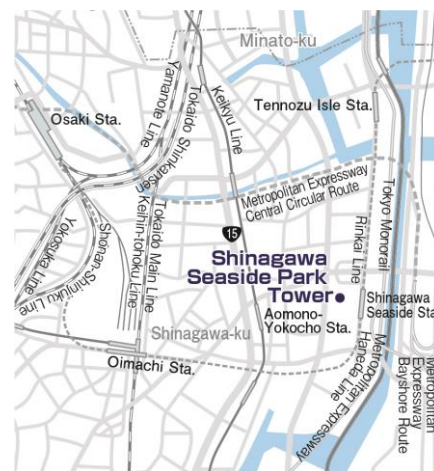 Minato-ku
Yamanote Line
Tokaido Shinkansen
Keikyu Line
Tennozu Isle Sta.
Osaki Sta.
Metropolitan Expressway
Central Circular Route
Tokyo Monorail
Rinkai Line
15
Yokosuka Line
Shonan-Shinjuku Line
Keihin-tohoku Line
Tokaido Main Line
Shinagawa
Seaside Park
Tower
Shinagawa
Seaside Sta
Aomono-
Yokocho Sta.
Shinagawa-ku
Oimachi Sta.
Metropolitan Expressway
Haneda Line
Metropolitan
Expressway
Bayshore Route